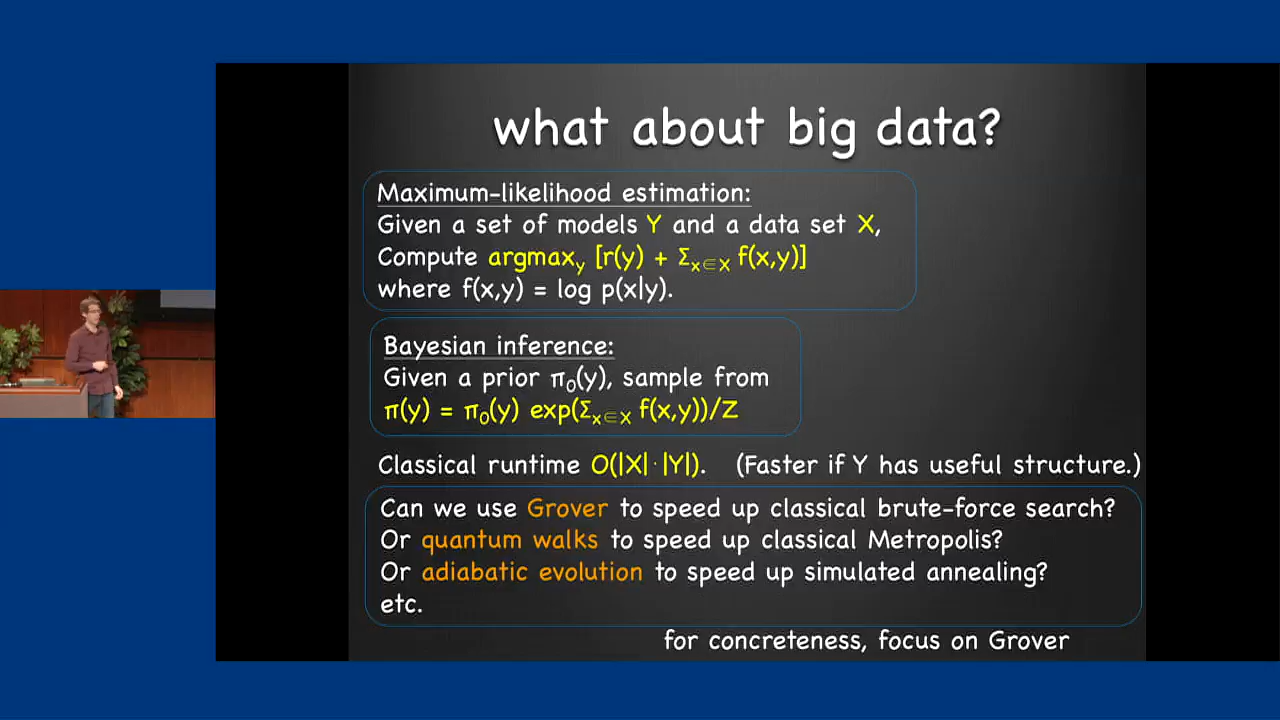 what about big data?
Maximum-likelihood estimation:
Given a set of models Y and a data set X,
Compute argmax_y [r(y) + Σ_{x∈X} f(x,y)]
where f(x,y) = log p(x|y).
Bayesian inference:
Given a prior π₀(y), sample from
π(y) = π₀(y) exp(Σ_{x∈X} f(x,y))/Z
Classical runtime O(|X|·|Y|). (Faster if Y has useful structure.)
Can we use Grover to speed up classical brute-force search?
Or quantum walks to speed up classical Metropolis?
Or adiabatic evolution to speed up simulated annealing?
etc.
for concreteness, focus on Grover